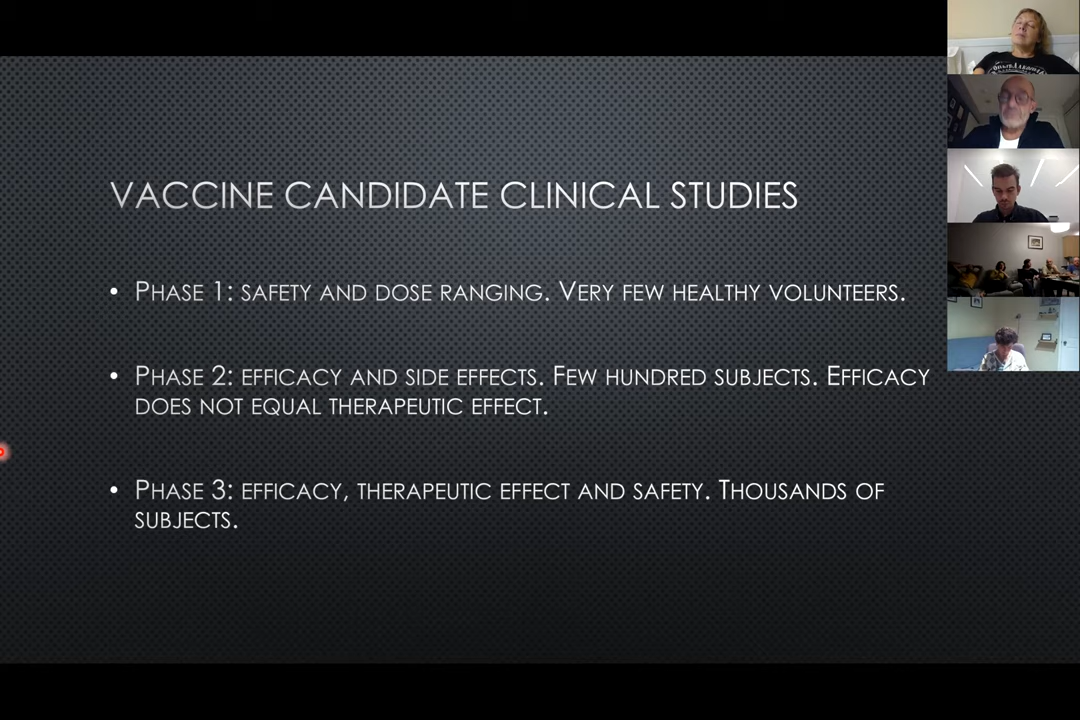 VACCINE CANDIDATE CLINICAL STUDIES
• PHASE 1: SAFETY AND DOSE RANGING. VERY FEW HEALTHY VOLUNTEERS.
• PHASE 2: EFFICACY AND SIDE EFFECTS. FEW HUNDRED SUBJECTS. EFFICACY
DOES NOT EQUAL THERAPEUTIC EFFECT.
• PHASE 3: EFFICACY, THERAPEUTIC EFFECT AND SAFETY. THOUSANDS OF
SUBJECTS.